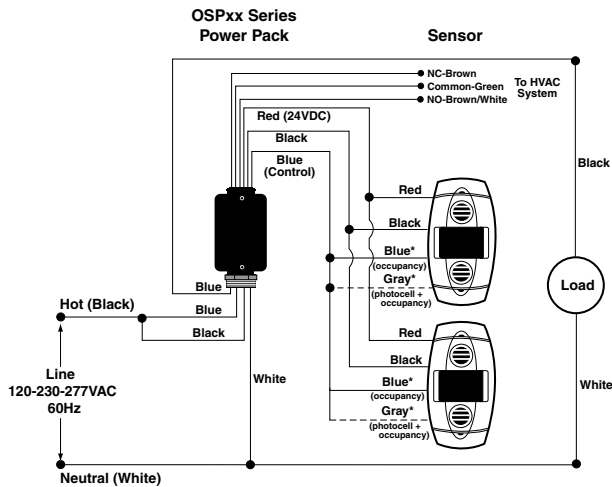 OSPxx Series
Power Pack
Sensor
NC-Brown
Common-Green
NO-Brown/White
To HVAC
System
Red (24VDC)
Black
Blue
(Control)
Black
Red
Black
Blue*
(occupancy)
Gray*
(photocell +
occupancy)
Load
Blue
Hot (Black)
Blue
Black
Line
120-230-277VAC
60Hz
White
Red
Black
Blue*
(occupancy)
Gray*
(photocell +
occupancy)
White
Neutral (White)